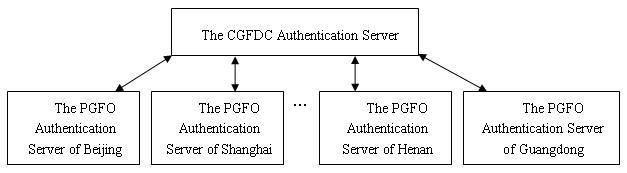 The CGFDC Authentication Server
The PGFO
Authentication
Server of Beijing
The PGFO
Authentication
Server of Shanghai
...
The PGFO
Authentication
Server of Henan
The PGFO
Authentication Server
of Guangdong